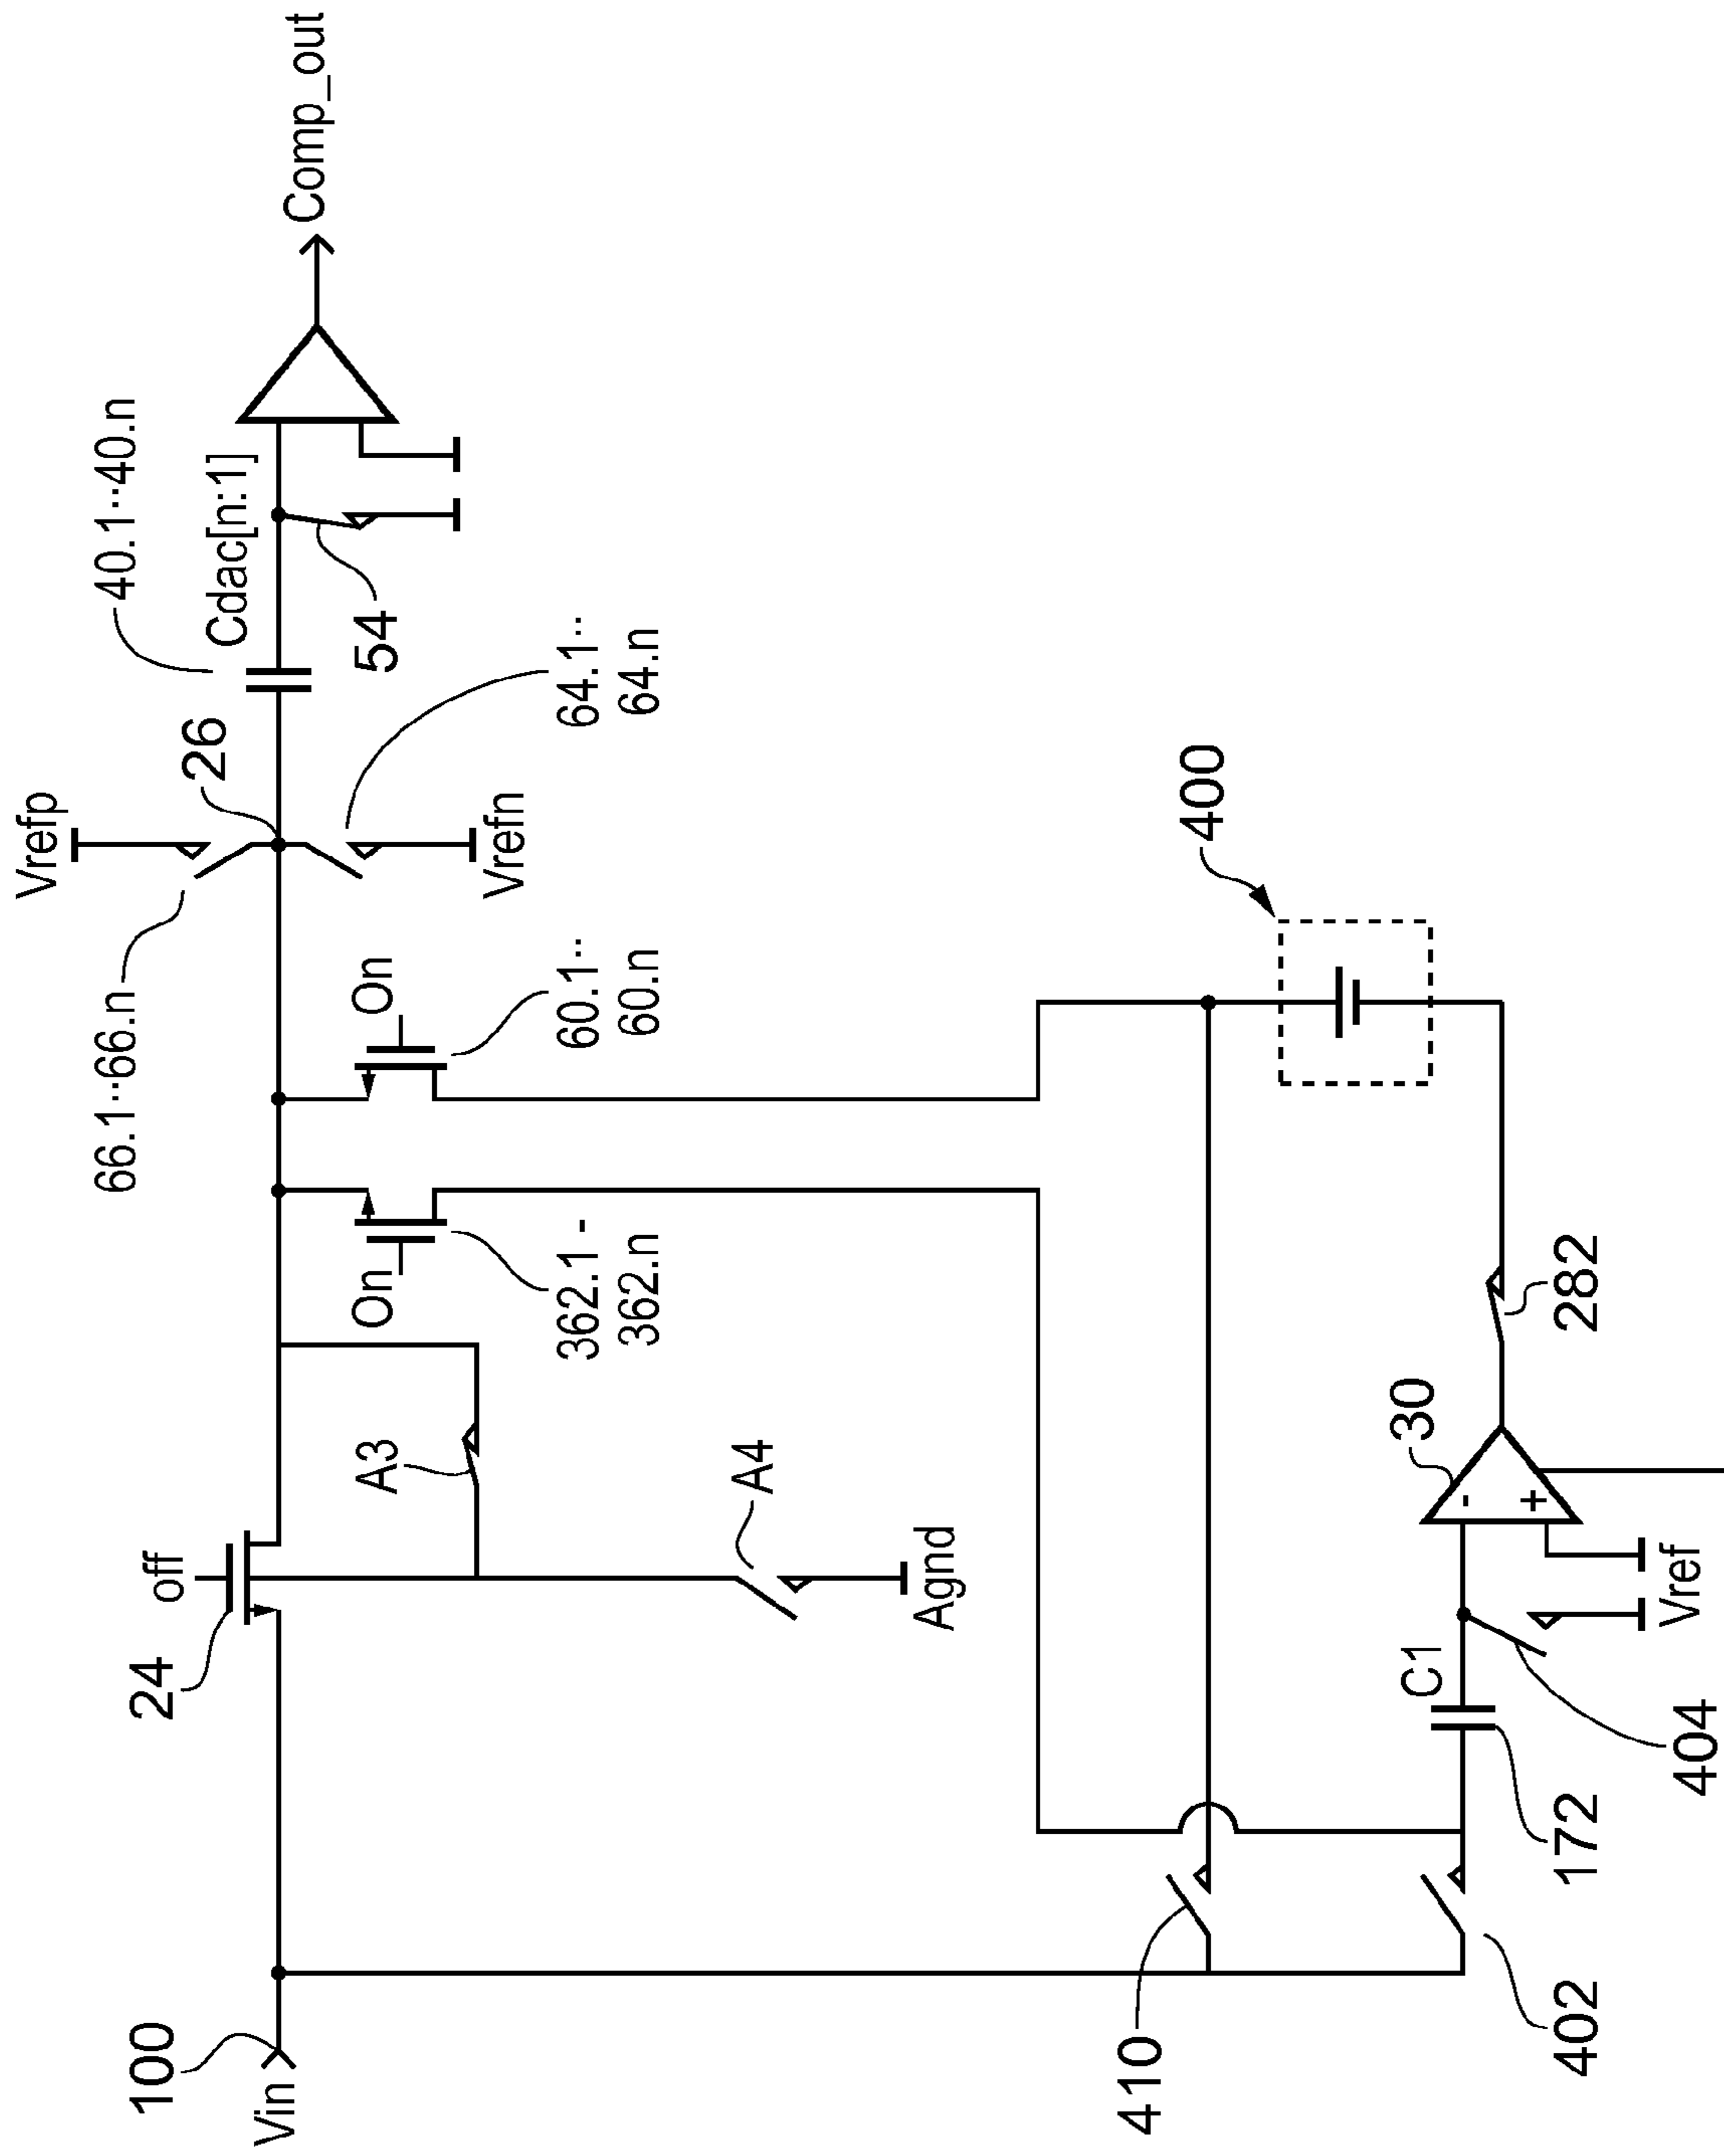 Vin
100
24
off
A3
A4
Agnd
On
362.1 -
362.n
On
60.1··
60.n
66.1··66.n
Vrefp
26
Vrefn
64.1··
64.n
40.1··40.n
Cdac[n:1]
54
Comp_out
410
402
172
C1
404
Vref
-
+
30
282
400